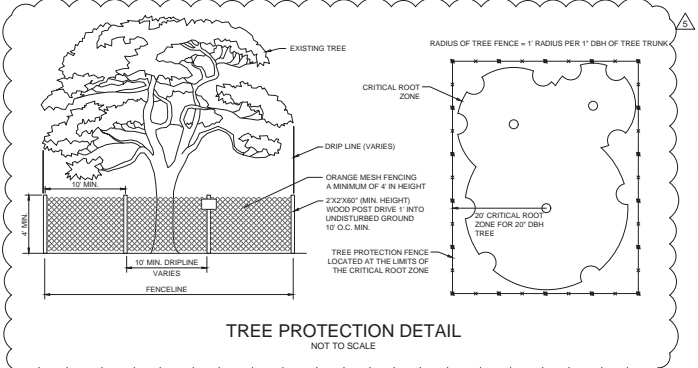 5
RADIUS OF TREE FENCE = 1' RADIUS PER 1" DBH OF TREE TRUNK
EXISTING TREE
CRITICAL ROOT
ZONE
DRIP LINE (VARIES)
ORANGE MESH FENCING
A MINIMUM OF 4' IN HEIGHT
2'X2'X60" (MIN. HEIGHT)
WOOD POST DRIVE 1' INTO
UNDISTURBED GROUND
10' O.C. MIN.
TREE PROTECTION FENCE
LOCATED AT THE LIMITS OF
THE CRITICAL ROOT ZONE
10' MIN.
4' MIN.
10' MIN. DRIPLINE
VARIES
FENCELINE
20' CRITICAL ROOT
ZONE FOR 20" DBH
TREE
TREE PROTECTION DETAIL
NOT TO SCALE